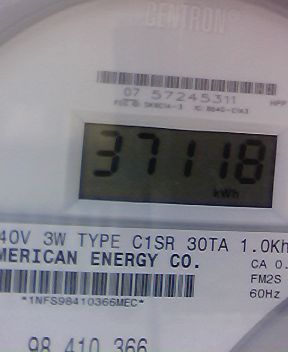 CENTRON®
07 57245311
37118
kWh
40V 3W TYPE C1SR 30TA 1.0Kh
MERICAN ENERGY CO.
CA 0.
FM2S
60Hz
*1NFS98410366MEC*
98 410 366